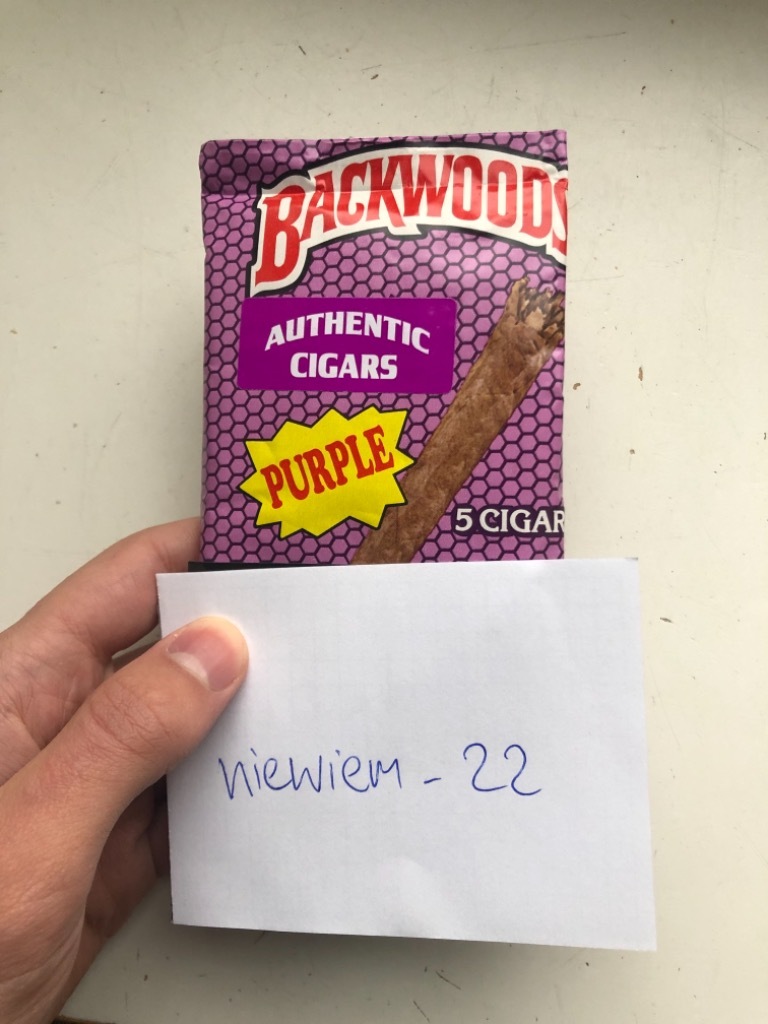 BACKWOODS
AUTHENTIC
CIGARS
PURPLE
5 CIGAR
niewiem - 22